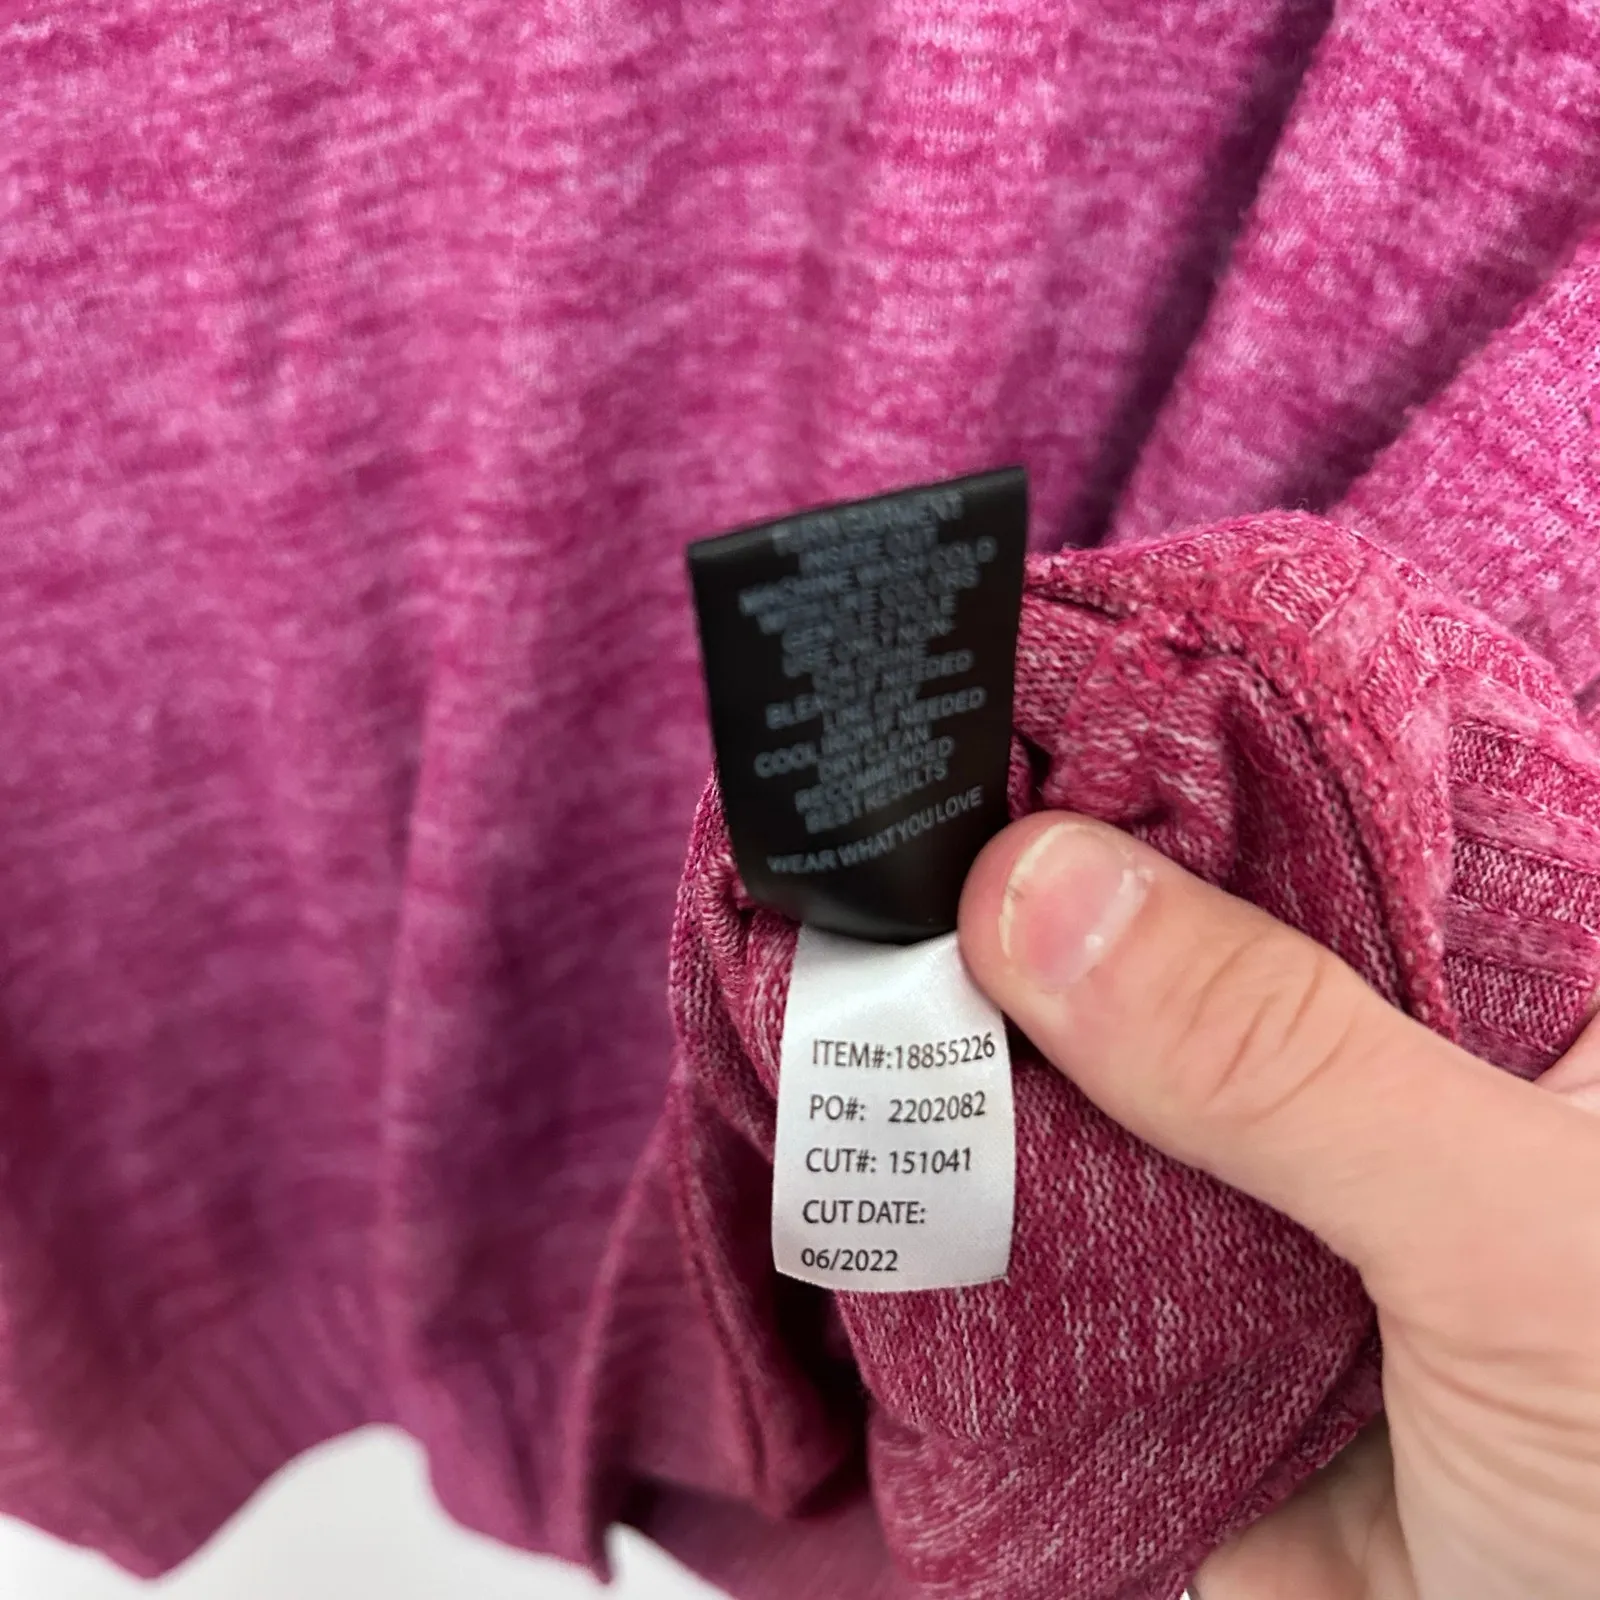 TURN GARMENT
INSIDE OUT
MACHINE WASH COLD
WITH LIKE COLORS
GENTLE CYCLE
USE ONLY NON-
CHLORINE
BLEACH IF NEEDED
LINE DRY
COOL IRON IF NEEDED
DRY CLEAN
RECOMMENDED
BEST RESULTS
WEAR WHAT YOU LOVE
ITEM#:18855226
PO#: 2202082
CUT#: 151041
CUT DATE:
06/2022